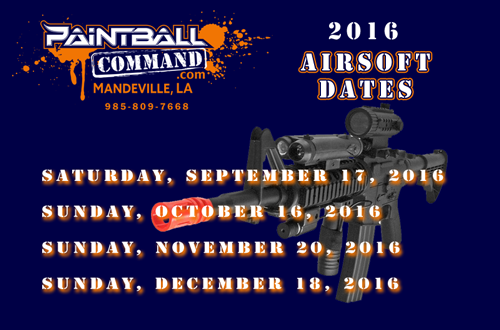 PAINTBALL
COMMAND
.com
MANDEVILLE, LA
985-809-7668
2016
AIRSOFT
DATES
SATURDAY, SEPTEMBER 17, 2016
SUNDAY, OCTOBER 16, 2016
SUNDAY, NOVEMBER 20, 2016
SUNDAY, DECEMBER 18, 2016